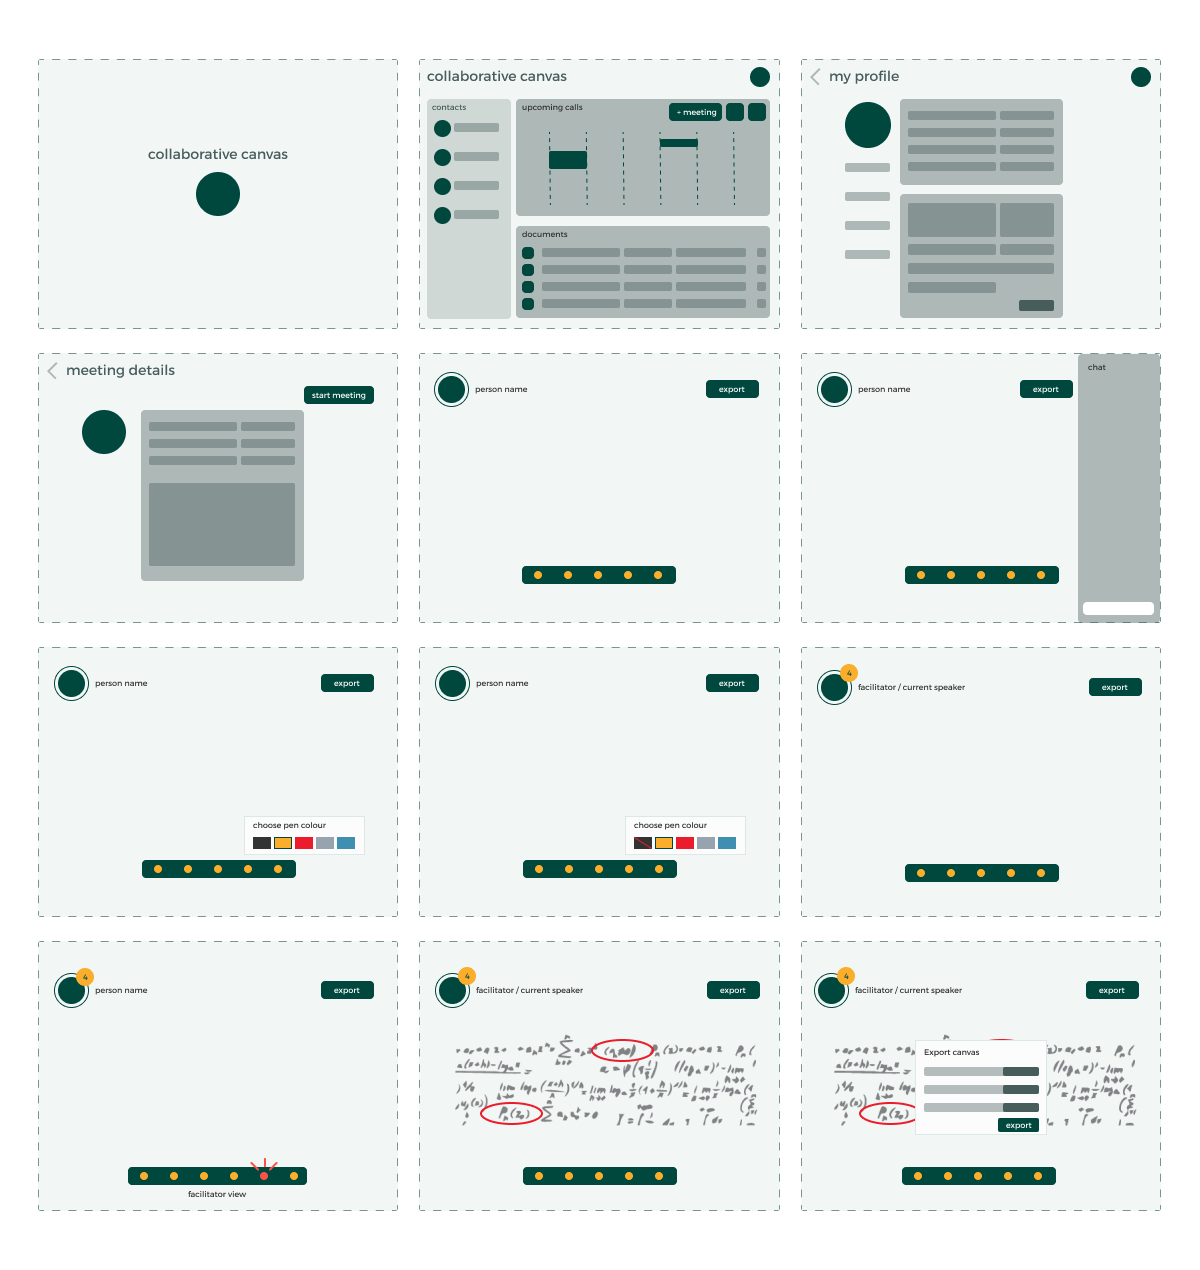 collaborative canvas
collaborative canvas
contacts
upcoming calls
+ meeting
documents
my profile
meeting details
start meeting
person name
export
person name
export
chat
person name
export
choose pen colour
person name
export
choose pen colour
4
facilitator / current speaker
export
4
person name
export
facilitator view
4
facilitator / current speaker
export
4
facilitator / current speaker
export
Export canvas
export